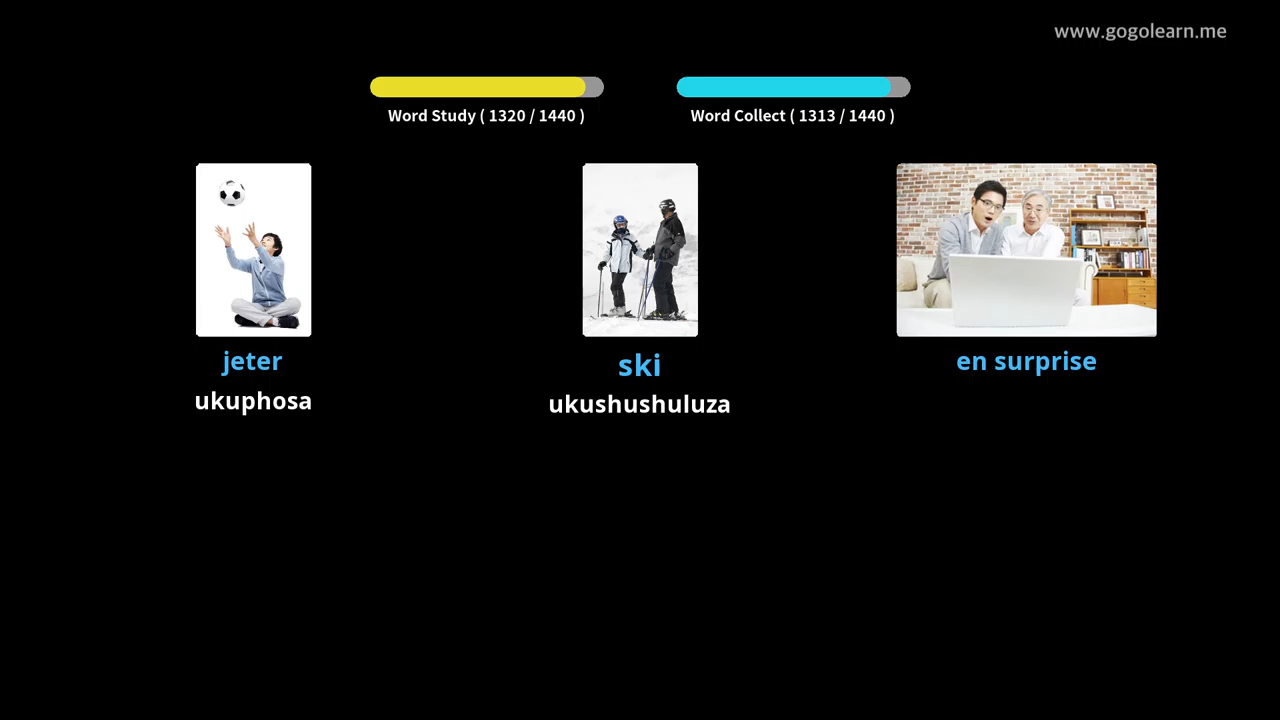 www.gogolearn.me
Word Study ( 1320 / 1440 )
Word Collect ( 1313 / 1440 )
jeter
ukuphosa
ski
ukushushuluza
en surprise